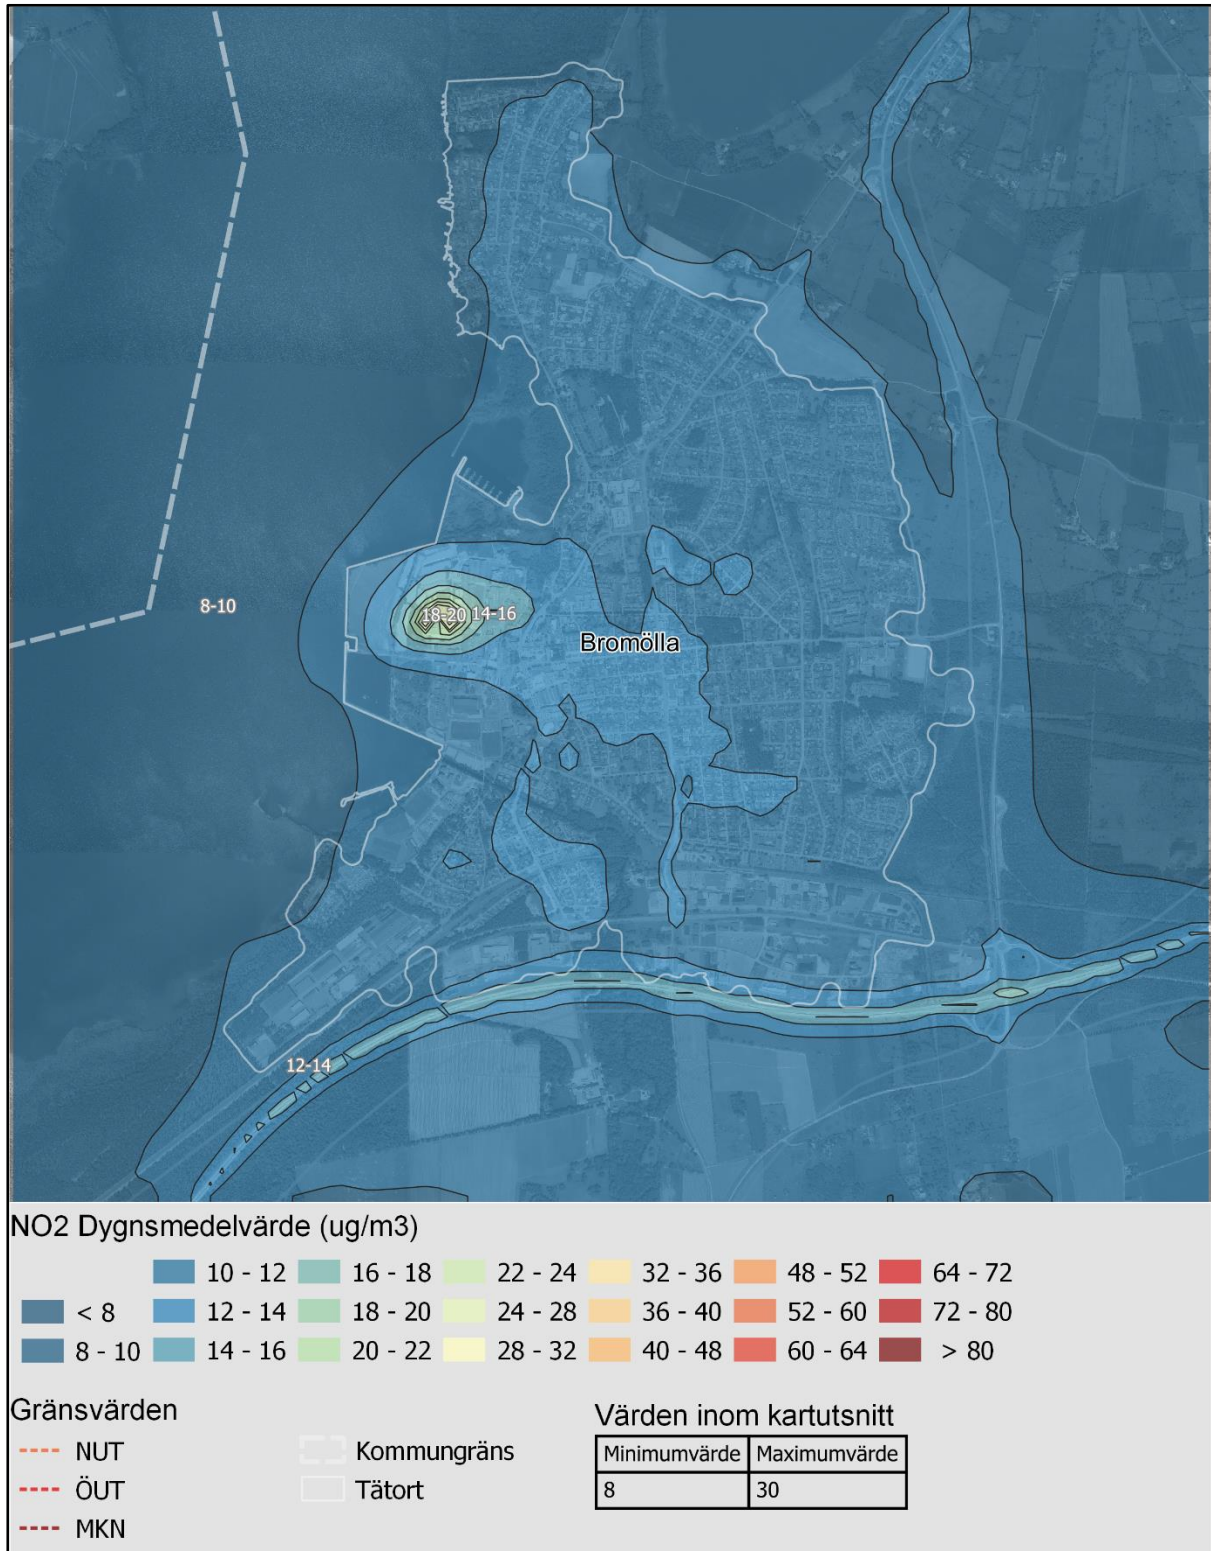 8-10
18-20
14-16
Bromölla
12-14
NO2 Dygnsmedelvärde (ug/m3)
10 - 12
16 - 18
22 - 24
32 - 36
48 - 52
64 - 72
< 8
12 - 14
18 - 20
24 - 28
36 - 40
52 - 60
72 - 80
8 - 10
14 - 16
20 - 22
28 - 32
40 - 48
60 - 64
> 80
Gränsvärden
NUT
ÖUT
MKN
Kommungräns
Tätort
Värden inom kartutsnitt
Minimumvärde Maximumvärde
8 30